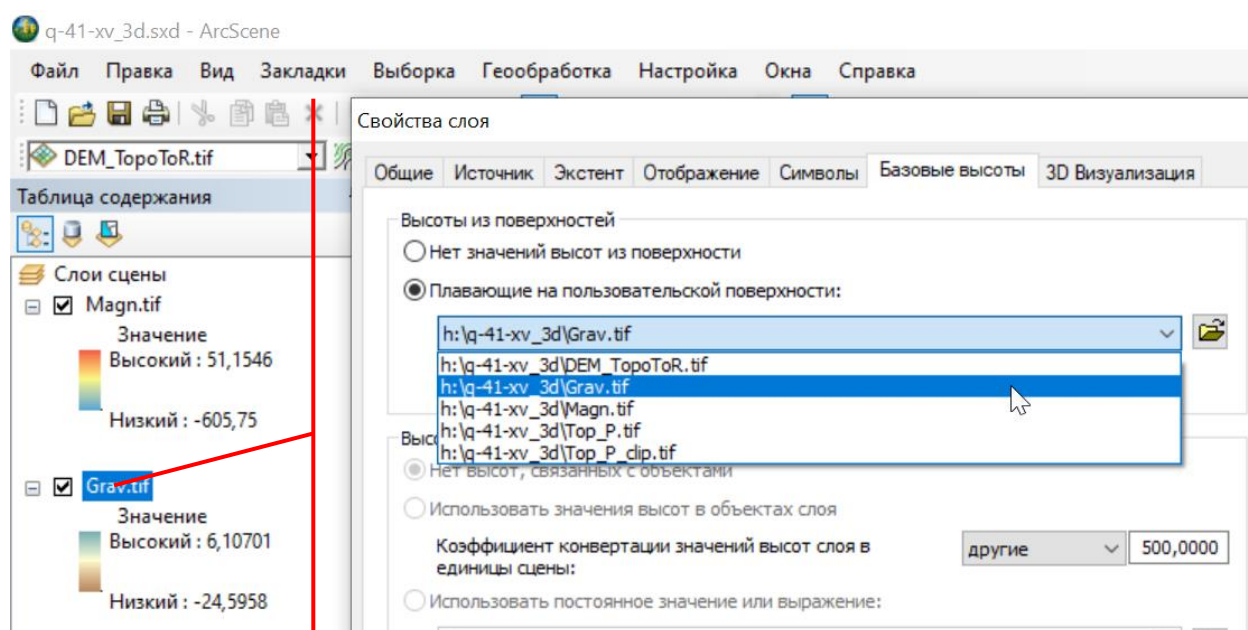 q-41-xv_3d.sxd - ArcScene
Файл Правка Вид Закладки Выборка Геообработка Настройка Окна Справка
DEM_TopoToR.tif
Таблица содержания
Слои сцены
Magn.tif
Значение
Высокий : 51,1546
Низкий : -605,75
Grav.tif
Значение
Высокий : 6,10701
Низкий : -24,5958
Свойства слоя
Общие Источник Экстент Отображение Символы Базовые высоты 3D Визуализация
Высоты из поверхностей
Нет значений высот из поверхности
Плавающие на пользовательской поверхности:
h:\q-41-xv_3d\Grav.tif
h:\q-41-xv_3d\DEM_TopoToR.tif
h:\q-41-xv_3d\Grav.tif
h:\q-41-xv_3d\Magn.tif
h:\q-41-xv_3d\Top_P.tif
h:\q-41-xv_3d\Top_P_clip.tif
Нет высот, связанных с объектами
Использовать значения высот в объектах слоя
Коэффициент конвертации значений высот слоя в
единицы сцены:
другие 500,0000
Использовать постоянное значение или выражение: